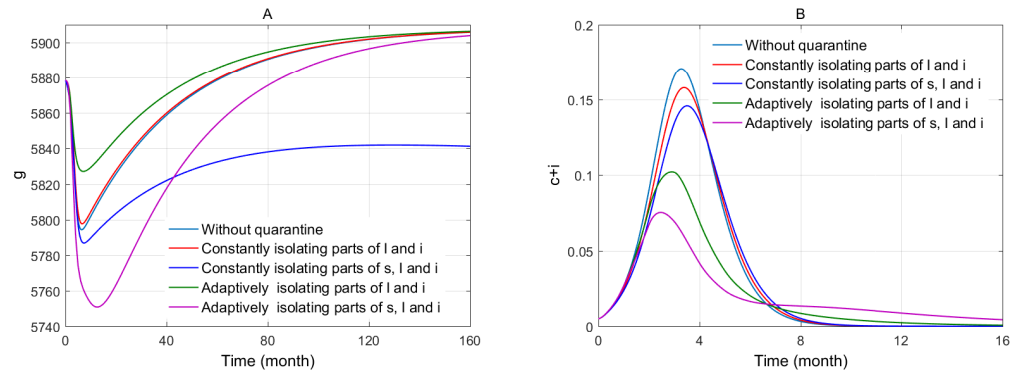 A
g
5900
5880
5860
5840
5820
5800
5780
5760
5740
0
40
80
120
160
Time (month)
Without quarantine
Constantly isolating parts of l and i
Constantly isolating parts of s, l and i
Adaptively isolating parts of l and i
Adaptively isolating parts of s, l and i
B
c+i
0.2
0.15
0.1
0.05
0
0
4
8
12
16
Time (month)
Without quarantine
Constantly isolating parts of l and i
Constantly isolating parts of s, l and i
Adaptively isolating parts of l and i
Adaptively isolating parts of s, l and i